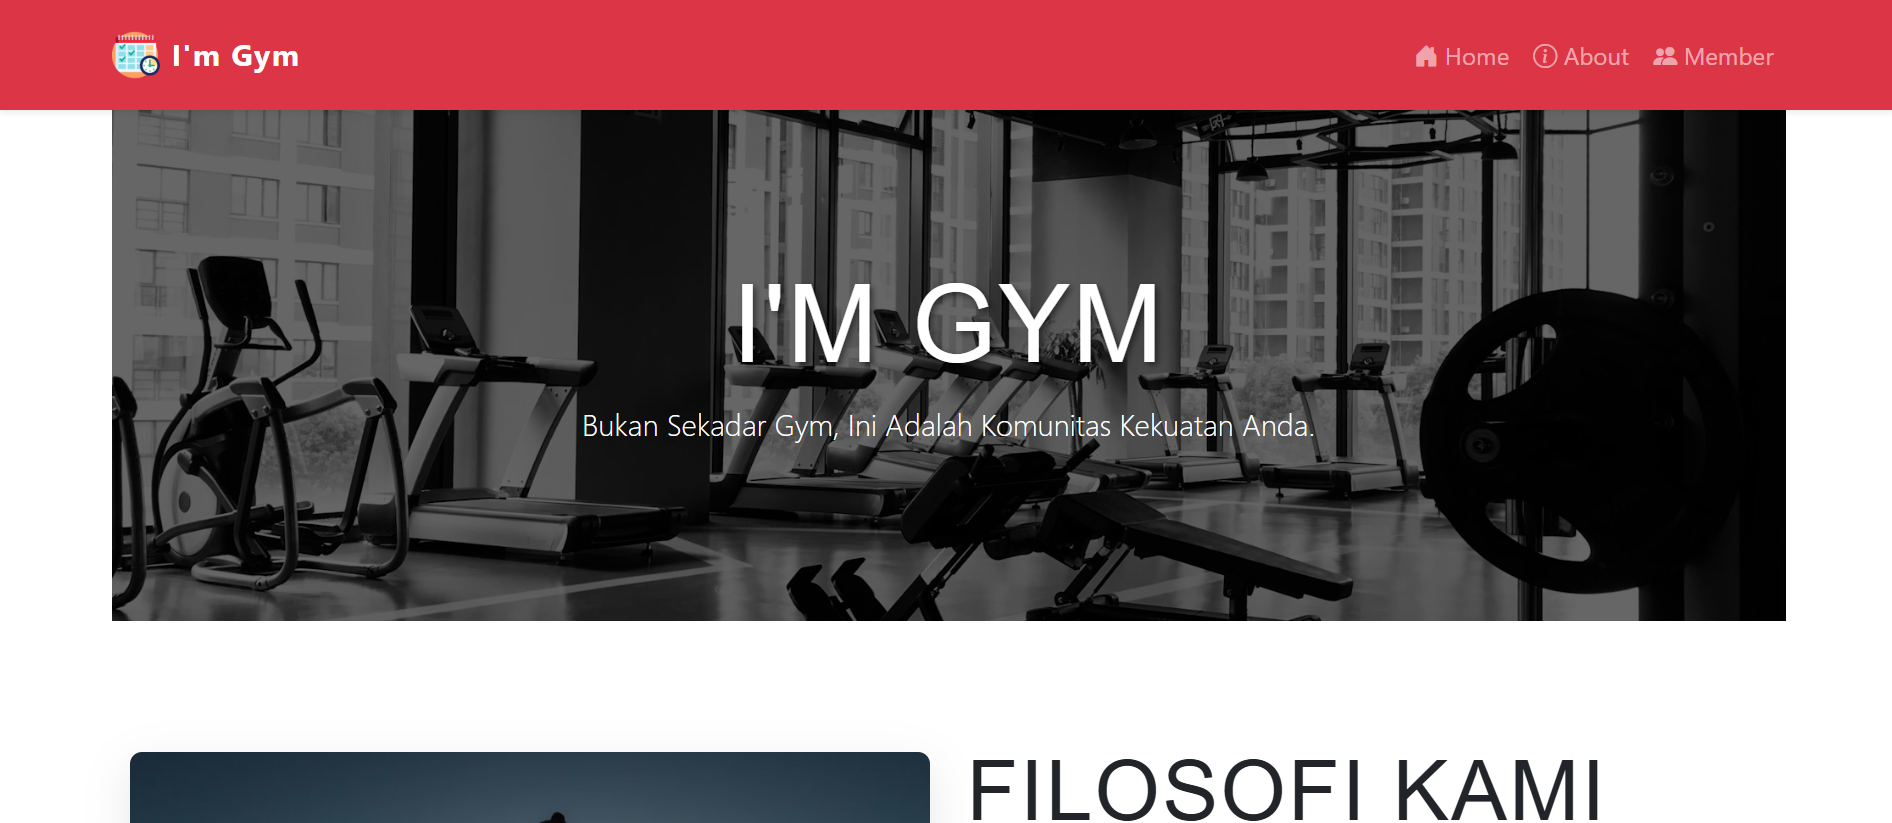 I'm Gym
Home
About
Member
I'M GYM
Bukan Sekadar Gym, Ini Adalah Komunitas Kekuatan Anda.
FILOSOFI KAMI